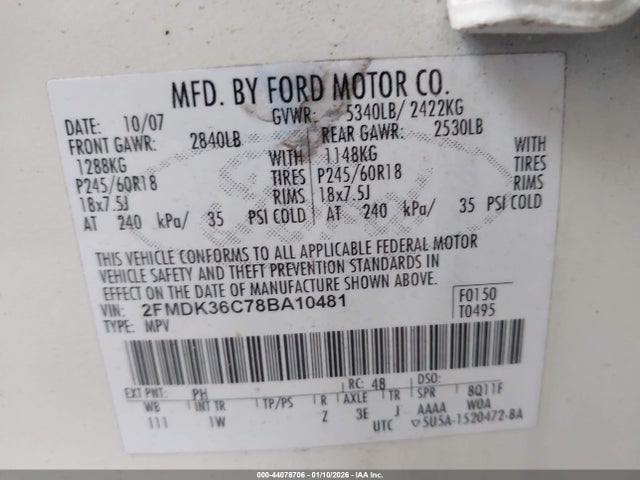 MFD. BY FORD MOTOR CO.
DATE: 10/07 GVWR: 5340LB/ 2422KG
FRONT GAWR: 2840LB REAR GAWR: 2530LB
1288KG WITH 1148KG WITH
P245/60R18 TIRES P245/60R18 TIRES
18x7.5J RIMS 18x7.5J RIMS
AT 240 kPa/ 35 PSI COLD AT 240 kPa/ 35 PSI COLD
THIS VEHICLE CONFORMS TO ALL APPLICABLE FEDERAL MOTOR
VEHICLE SAFETY AND THEFT PREVENTION STANDARDS IN
EFFECT ON THE DATE OF MANUFACTURE SHOWN ABOVE.
VIN: 2FMDK36C78BA10481 F0150
TYPE: MPV T0495
EXT PNT: PH RC: 48 DSO:
WB INT TR TP/PS R AXLE TR SPR 8Q11F
111 1W Z 3E J AAAA W0A
UTC ▽5U5A-1520472-BA
000-44078706 - 01/10/2026 - IAA Inc.